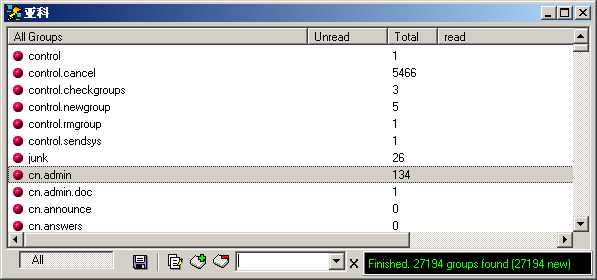 亚科
All Groups Unread Total read
control 1
control.cancel 5466
control.checkgroups 3
control.newgroup 5
control.rmgroup 1
control.sendsys 1
junk 26
cn.admin 134
cn.admin.doc 1
cn.announce 0
cn.answers 0
All X Finished. 27194 groups found (27194 new)